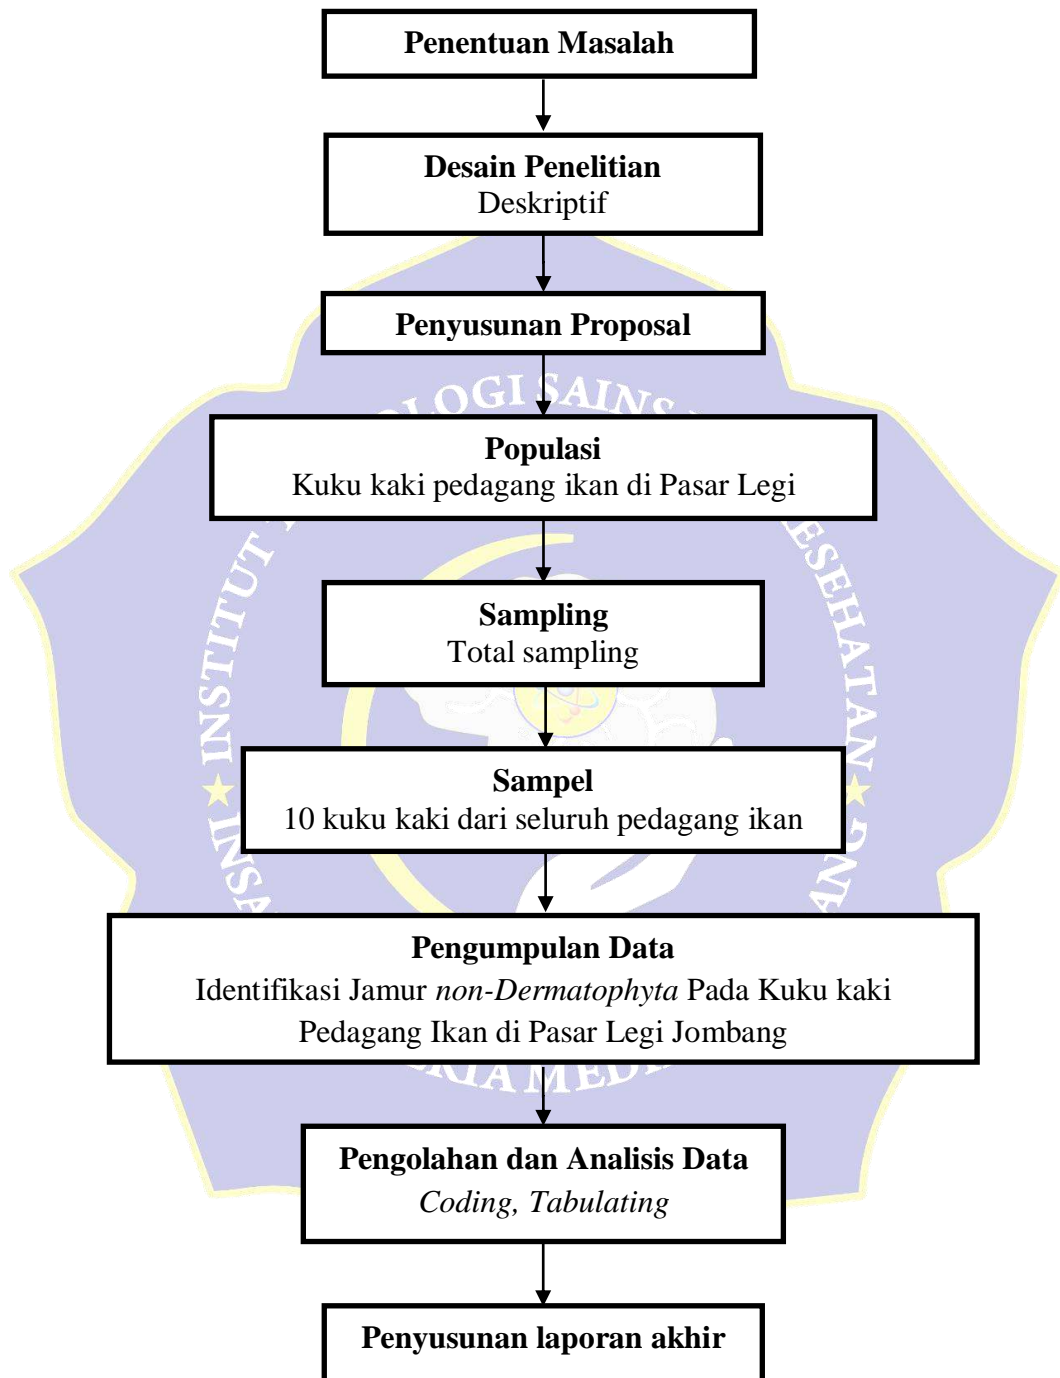 Penentuan Masalah
Desain Penelitian
Deskriptif
Penyusunan Proposal
Populasi
Kuku kaki pedagang ikan di Pasar Legi
Sampling
Total sampling
Sampel
10 kuku kaki dari seluruh pedagang ikan
Pengumpulan Data
Identifikasi Jamur non-Dermatophyta Pada Kuku kaki
Pedagang Ikan di Pasar Legi Jombang
Pengolahan dan Analisis Data
Coding, Tabulating
Penyusunan laporan akhir
INSTITUT
SAINS